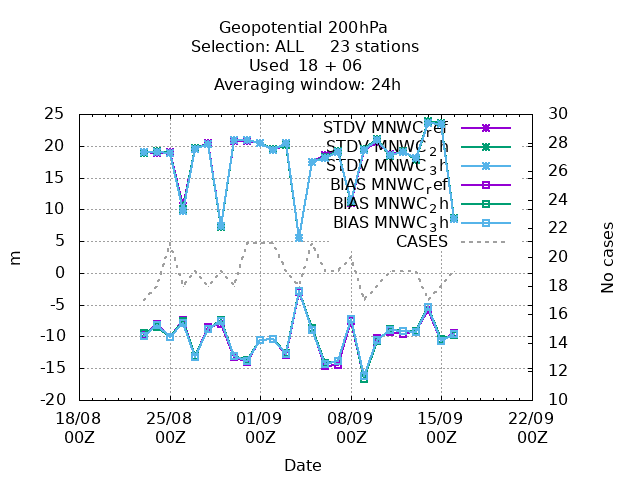 Geopotential 200hPa
Selection: ALL 23 stations
Used 18 + 06
Averaging window: 24h
25 30
STDV MNWC_ref
20 28
STDV MNWC_2h
STDV MNWC_3h
15 26
10 24
BIAS MNWC_ref
BIAS MNWC_2h
BIAS MNWC_3h
5 22
CASES
0 20
-5 18
-10 16
-15 14
-20 12
10
m
No cases
18/08 25/08 01/09 08/09 15/09 22/09
00Z 00Z 00Z 00Z 00Z 00Z
Date